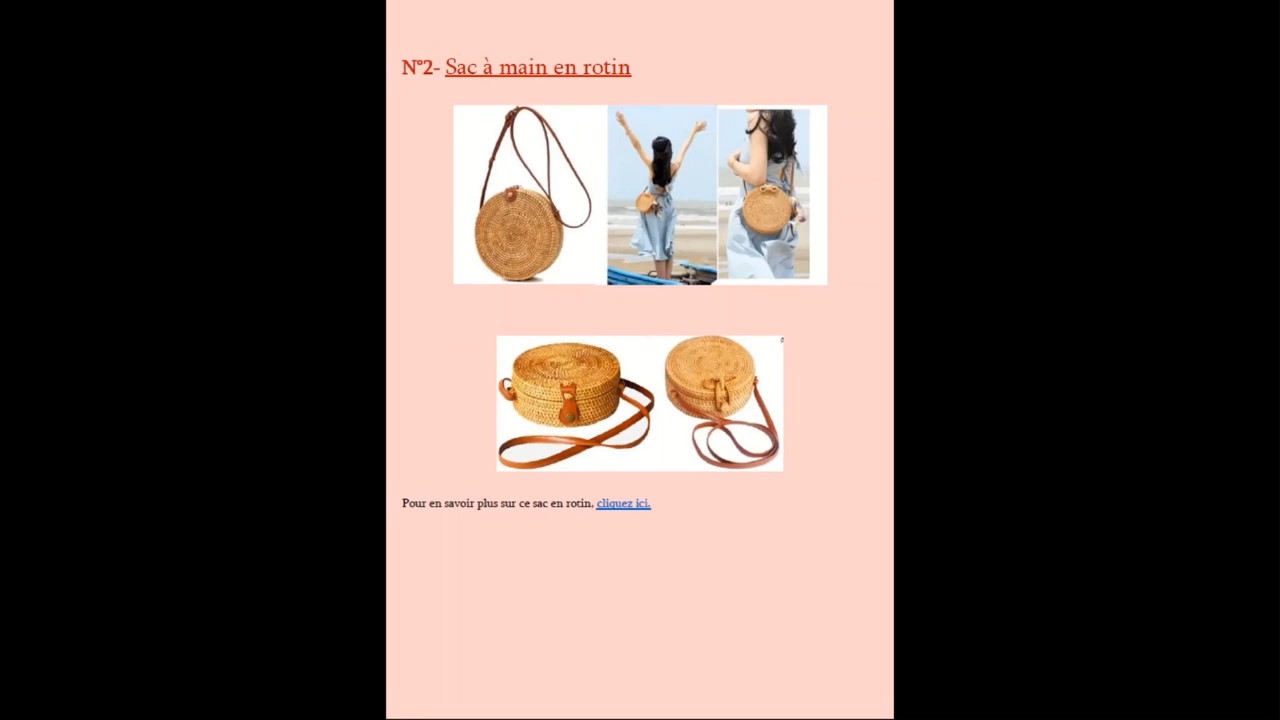 N°2- Sac à main en rotin
Pour en savoir plus sur ce sac en rotin, cliquez ici.